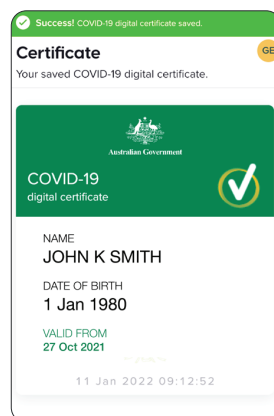 Success! COVID-19 digital certificate saved.
Certificate
GE
Your saved COVID-19 digital certificate.
Australian Government
COVID-19
digital certificate
NAME
JOHN K SMITH
DATE OF BIRTH
1 Jan 1980
VALID FROM
27 Oct 2021
11 Jan 2022 09:12:52